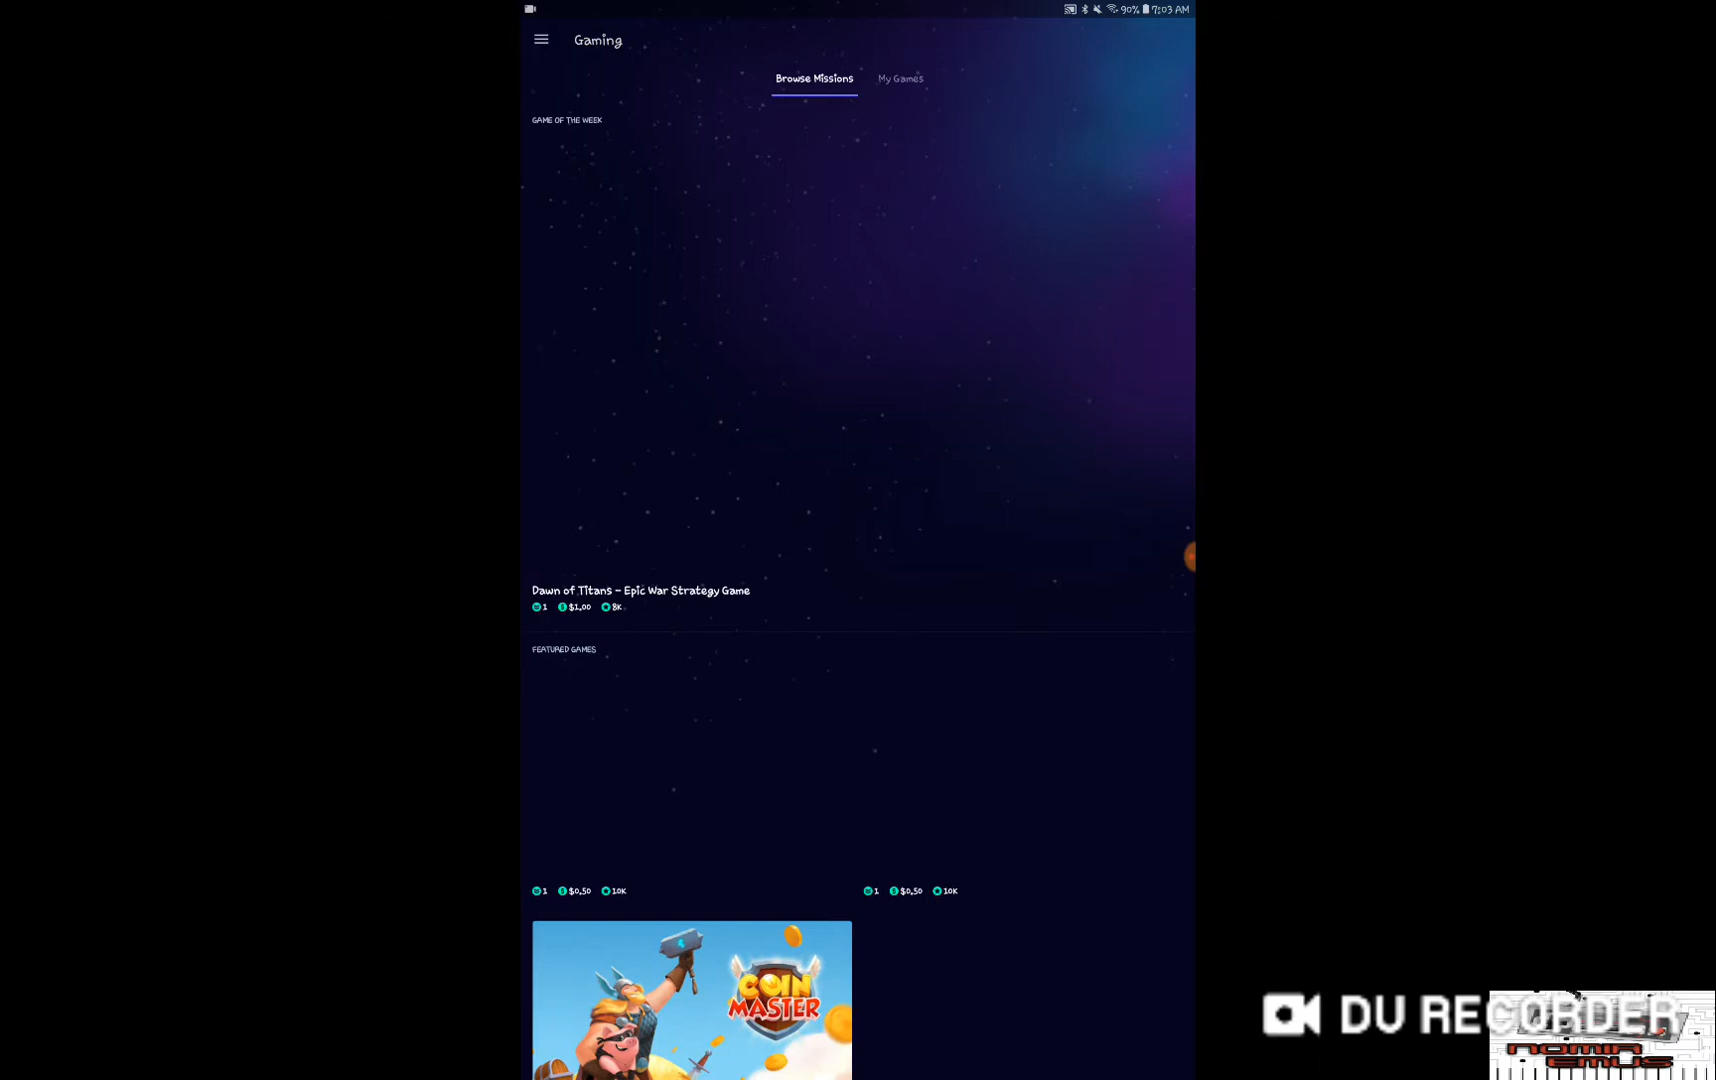 90% 7:03 AM
Gaming
Browse Missions My Games
GAME OF THE WEEK
Dawn of Titans - Epic War Strategy Game
1 $1.00 8K
FEATURED GAMES
1 $0.50 10K
1 $0.50 10K
COIN MASTER
DU RECORDER